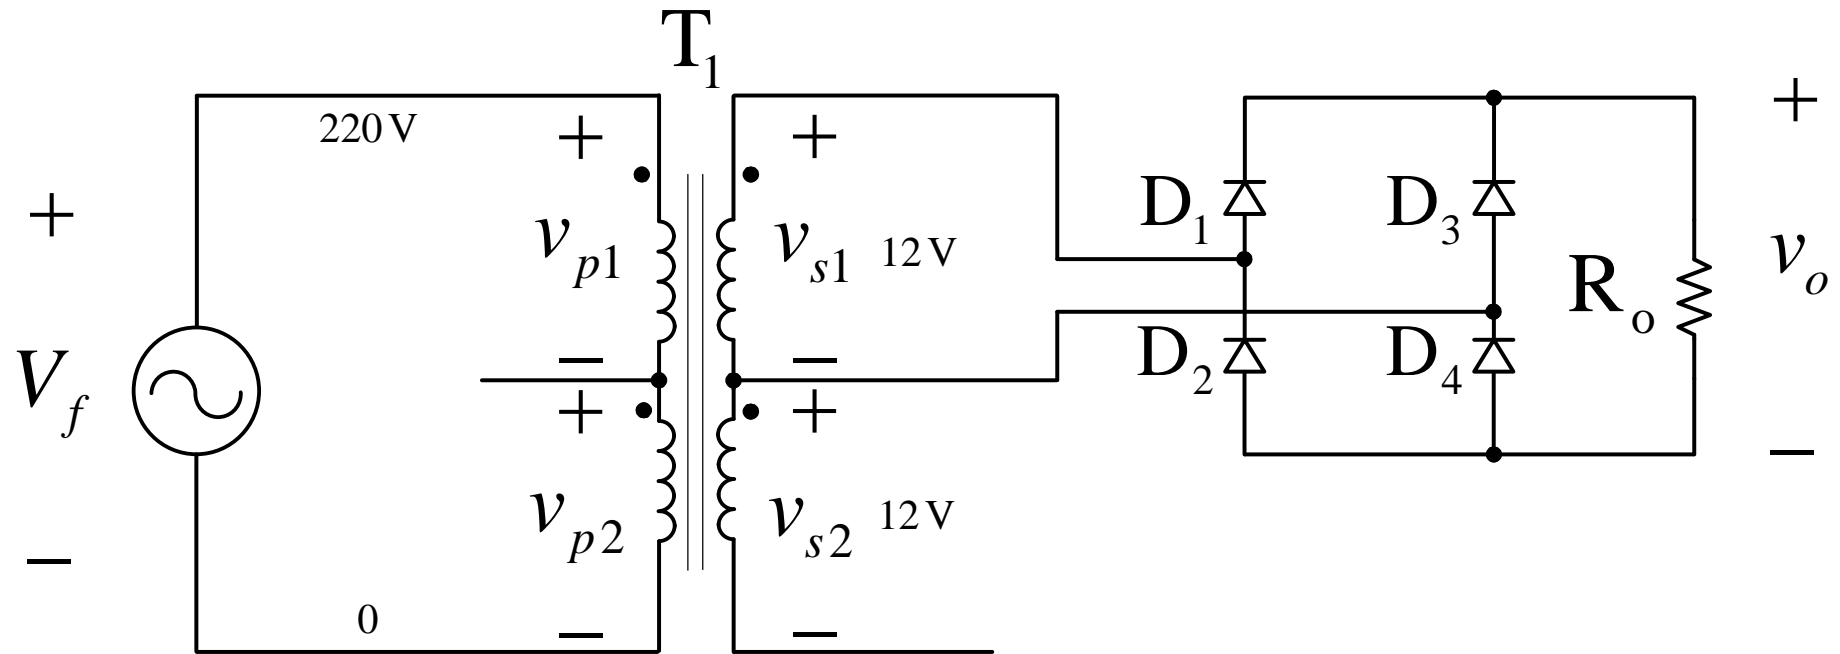 T1
220 V
+
+
+
+
D1
D3
vp1
vs1
12 V
Ro
vo
−
−
D2
D4
Vf
+
+
vp2
vs2
12 V
−
−
0
−
−